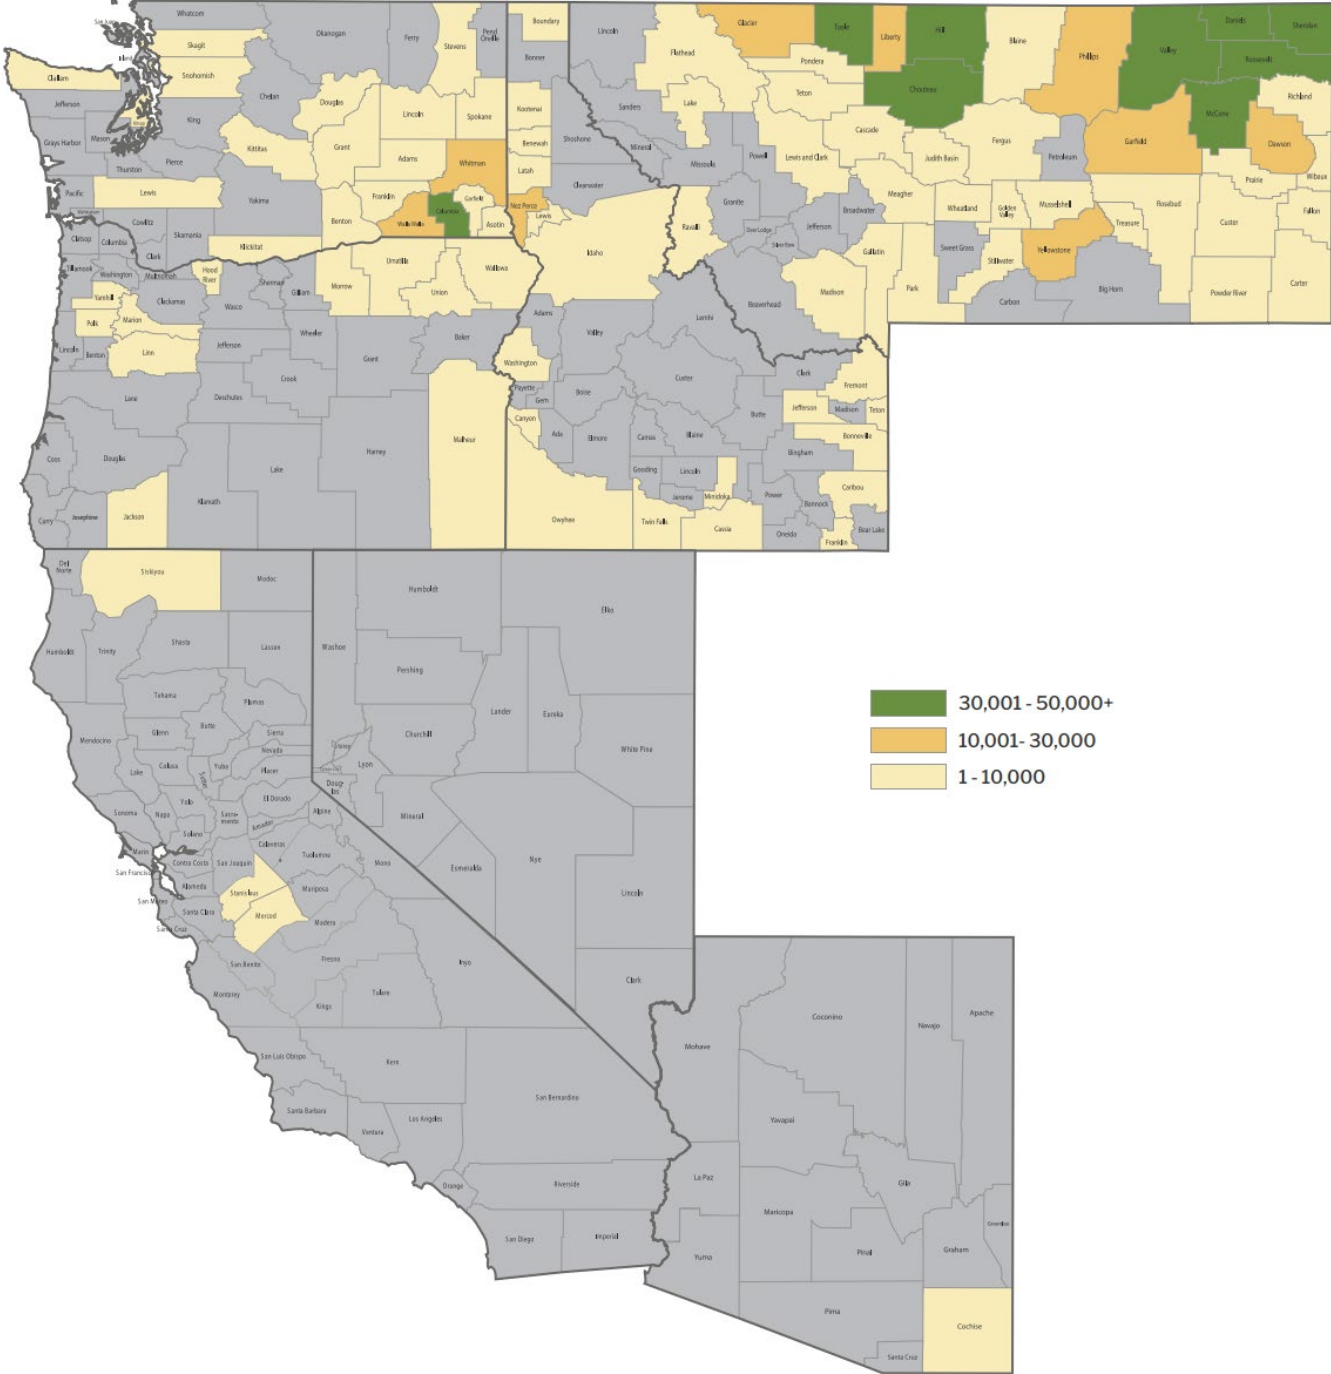 San Juan
Whatcom
Skagit
Island
Snohomish
Clallam
Jefferson
Kitsap
Grays Harbor
Mason
King
Thurston
Pierce
Pacific
Lewis
Cowlitz
Clark
Skamania
Okanogan
Ferry
Stevens
Pend
Oreille
Chelan
Douglas
Lincoln
Spokane
Kittitas
Grant
Adams
Whitman
Yakima
Franklin
Benton
Walla Walla
Columbia
Garfield
Asotin
Klickitat
Clatsop
Columbia
Tillamook
Washington
Multnomah
Hood
River
Yamhill
Clackamas
Wasco
Sherman
Gilliam
Morrow
Umatilla
Union
Wallowa
Polk
Marion
Lincoln
Benton
Linn
Jefferson
Wheeler
Grant
Baker
Lane
Deschutes
Crook
Coos
Douglas
Lake
Harney
Malheur
Curry
Josephine
Jackson
Klamath
Boundary
Bonner
Kootenai
Benewah
Shoshone
Latah
Clearwater
Nez Perce
Lewis
Idaho
Adams
Valley
Lemhi
Washington
Payette
Gem
Boise
Custer
Clark
Fremont
Jefferson
Madison
Teton
Canyon
Ada
Elmore
Camas
Blaine
Butte
Bonneville
Bingham
Gooding
Lincoln
Jerome
Minidoka
Power
Bannock
Caribou
Owyhee
Twin Falls
Cassia
Oneida
Franklin
Bear Lake
Lincoln
Flathead
Glacier
Toole
Liberty
Hill
Blaine
Phillips
Valley
Daniels
Sheridan
Roosevelt
Pondera
Chouteau
Teton
Richland
McCone
Sanders
Lake
Cascade
Mineral
Missoula
Powell
Lewis and Clark
Judith Basin
Fergus
Petroleum
Garfield
Dawson
Prairie
Wibaux
Ravalli
Granite
Deer Lodge
Silver Bow
Jefferson
Broadwater
Meagher
Wheatland
Golden
Valley
Musselshell
Treasure
Rosebud
Custer
Fallon
Beaverhead
Madison
Gallatin
Park
Sweet Grass
Stillwater
Yellowstone
Carbon
Big Horn
Powder River
Carter
Del
Norte
Siskiyou
Modoc
Humboldt
Trinity
Shasta
Lassen
Tehama
Plumas
Mendocino
Glenn
Butte
Sierra
Nevada
Lake
Colusa
Sutter
Yuba
Placer
Sonoma
Napa
Yolo
Sacra-
mento
El Dorado
Amador
Alpine
Solano
Calaveras
Marin
Contra Costa
San Joaquin
Tuolumne
Mono
San Francisco
Alameda
Stanislaus
Mariposa
San Mateo
Santa Clara
Merced
Madera
Santa Cruz
San Benito
Fresno
Inyo
Monterey
Kings
Tulare
San Luis Obispo
Kern
San Bernardino
Santa Barbara
Ventura
Los Angeles
Orange
Riverside
San Diego
Imperial
Washoe
Humboldt
Elko
Pershing
Lander
Eureka
Churchill
White Pine
Storey
Lyon
Doug-
las
Mineral
Esmeralda
Nye
Lincoln
Clark
30,001 - 50,000+
10,001- 30,000
1 - 10,000
Mohave
Coconino
Navajo
Apache
Yavapai
La Paz
Maricopa
Gila
Yuma
Pinal
Graham
Greenlee
Pima
Santa Cruz
Cochise